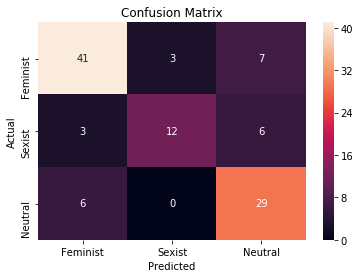 Confusion Matrix
Actual
Feminist 41 3 7
Sexist 3 12 6
Neutral 6 0 29
Feminist Sexist Neutral
Predicted
40
32
24
16
8
0